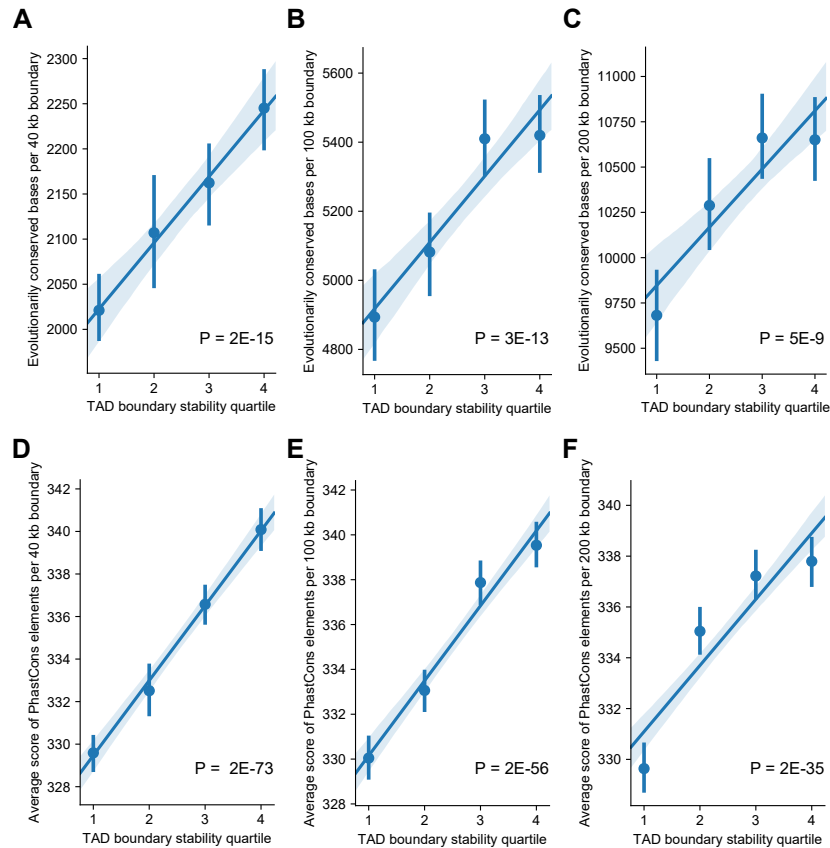 A
Evolutionarily conserved bases per 40 kb boundary
2300
2250
2200
2150
2100
2050
2000
P = 2E-15
1 2 3 4
TAD boundary stability quartile
B
Evolutionarily conserved bases per 100 kb boundary
5600
5400
5200
5000
4800
P = 3E-13
1 2 3 4
TAD boundary stability quartile
C
Evolutionarily conserved bases per 200 kb boundary
11000
10750
10500
10250
10000
9750
9500
P = 5E-9
1 2 3 4
TAD boundary stability quartile
D
Average score of PhastCons elements per 40 kb boundary
342
340
338
336
334
332
330
328
P = 2E-73
1 2 3 4
TAD boundary stability quartile
E
Average score of PhastCons elements per 100 kb boundary
342
340
338
336
334
332
330
328
P = 2E-56
1 2 3 4
TAD boundary stability quartile
F
Average score of PhastCons elements per 200 kb boundary
340
339
337
336
334
333
331
330
P = 2E-35
1 2 3 4
TAD boundary stability quartile